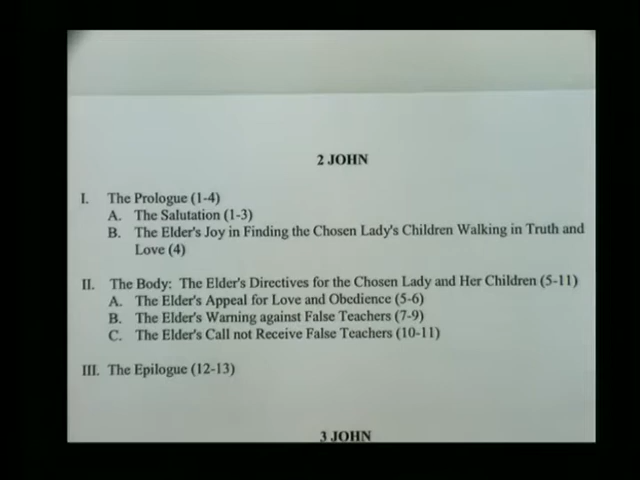 2 JOHN
I. The Prologue (1-4)
A. The Salutation (1-3)
B. The Elder's Joy in Finding the Chosen Lady's Children Walking in Truth and
Love (4)
II. The Body: The Elder's Directives for the Chosen Lady and Her Children (5-11)
A. The Elder's Appeal for Love and Obedience (5-6)
B. The Elder's Warning against False Teachers (7-9)
C. The Elder's Call not Receive False Teachers (10-11)
III. The Epilogue (12-13)
3 JOHN